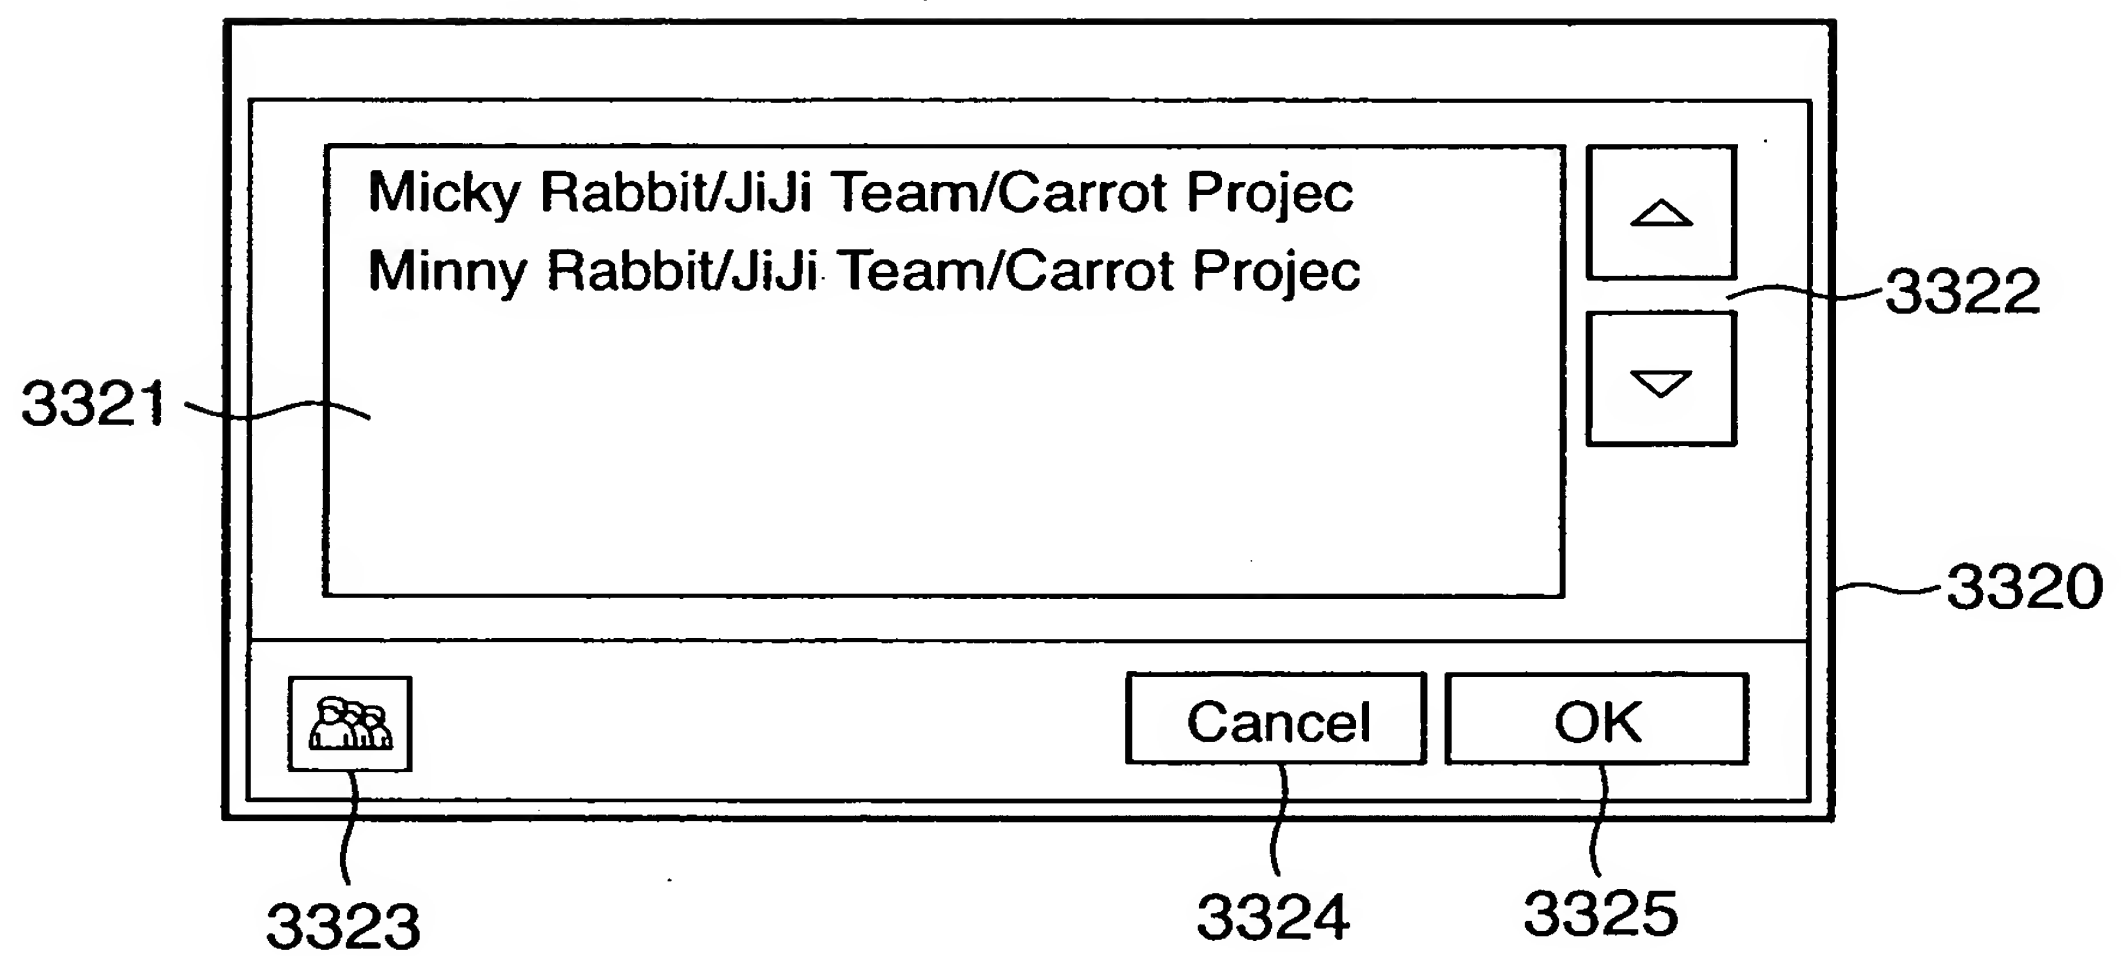 Micky Rabbit/JiJi Team/Carrot Projec
Minny Rabbit/JiJi Team/Carrot Projec
3322
3321
3320
Cancel
OK
3323
3324
3325